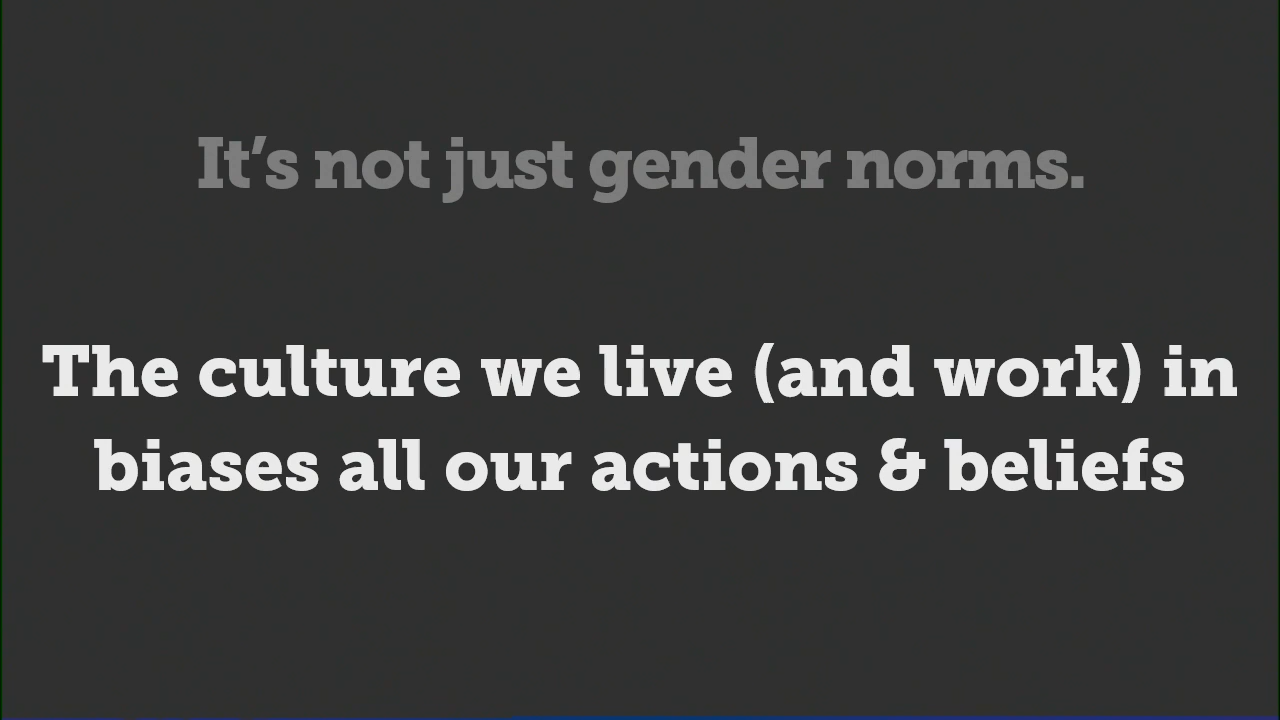 It’s not just gender norms.
The culture we live (and work) in
biases all our actions & beliefs